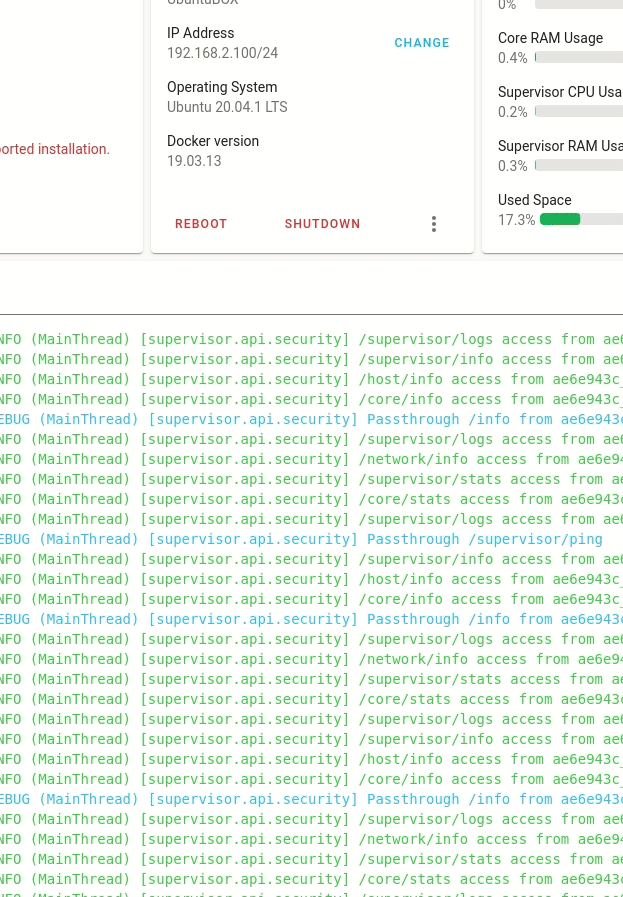 UbuntuBOX
IP Address
192.168.2.100/24
CHANGE
Operating System
Ubuntu 20.04.1 LTS
Docker version
19.03.13
REBOOT
SHUTDOWN
orted installation.
0%
Core RAM Usage
0.4%
Supervisor CPU Usa
0.2%
Supervisor RAM Usa
0.3%
Used Space
17.3%
NFO (MainThread) [supervisor.api.security] /supervisor/logs access from ae6
NFO (MainThread) [supervisor.api.security] /supervisor/info access from ae6
NFO (MainThread) [supervisor.api.security] /host/info access from ae6e943c_
NFO (MainThread) [supervisor.api.security] /core/info access from ae6e943c_
EBUG (MainThread) [supervisor.api.security] Passthrough /info from ae6e943c
NFO (MainThread) [supervisor.api.security] /supervisor/logs access from ae6
NFO (MainThread) [supervisor.api.security] /network/info access from ae6e94
NFO (MainThread) [supervisor.api.security] /supervisor/stats access from ae
NFO (MainThread) [supervisor.api.security] /core/stats access from ae6e943c
NFO (MainThread) [supervisor.api.security] /supervisor/logs access from ae6
EBUG (MainThread) [supervisor.api.security] Passthrough /supervisor/ping
NFO (MainThread) [supervisor.api.security] /supervisor/info access from ae6
NFO (MainThread) [supervisor.api.security] /host/info access from ae6e943c_
NFO (MainThread) [supervisor.api.security] /core/info access from ae6e943c_
EBUG (MainThread) [supervisor.api.security] Passthrough /info from ae6e943c
NFO (MainThread) [supervisor.api.security] /supervisor/logs access from ae6
NFO (MainThread) [supervisor.api.security] /network/info access from ae6e94
NFO (MainThread) [supervisor.api.security] /supervisor/stats access from ae
NFO (MainThread) [supervisor.api.security] /core/stats access from ae6e943c
NFO (MainThread) [supervisor.api.security] /supervisor/logs access from ae6
NFO (MainThread) [supervisor.api.security] /supervisor/info access from ae6
NFO (MainThread) [supervisor.api.security] /host/info access from ae6e943c_
NFO (MainThread) [supervisor.api.security] /core/info access from ae6e943c_
EBUG (MainThread) [supervisor.api.security] Passthrough /info from ae6e943c
NFO (MainThread) [supervisor.api.security] /supervisor/logs access from ae6
NFO (MainThread) [supervisor.api.security] /network/info access from ae6e94
NFO (MainThread) [supervisor.api.security] /supervisor/stats access from ae
NFO (MainThread) [supervisor.api.security] /core/stats access from ae6e943c
NFO (MainThread) [supervisor.api.security] /supervisor/logs access from ae6